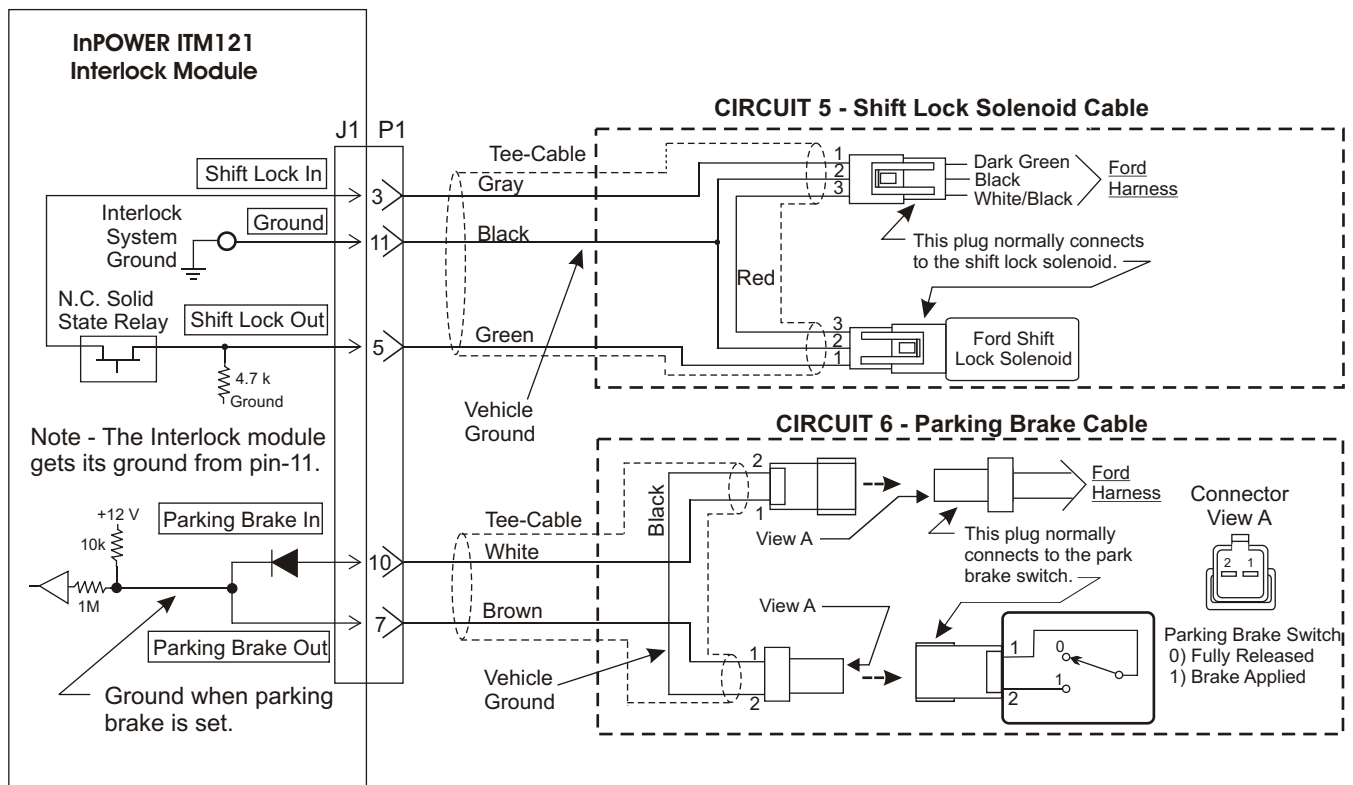 InPOWER ITM121
Interlock Module
J1 P1
CIRCUIT 5 - Shift Lock Solenoid Cable
Tee-Cable
Shift Lock In
Gray
3
1
2
3
Dark Green
Black
White/Black
Ford
Harness
Interlock
System
Ground
Ground
11
Black
This plug normally connects
to the shift lock solenoid.
Red
N.C. Solid
State Relay
Shift Lock Out
5
Green
3
2
1
Ford Shift
Lock Solenoid
4.7 k
Ground
Vehicle
Ground
Note - The Interlock module
gets its ground from pin-11.
CIRCUIT 6 - Parking Brake Cable
2
1
Black
Ford
Harness
Connector
View A
2 1
+12 V
10k
1M
Parking Brake In
Tee-Cable
White
10
View A
This plug normally
connects to the park
brake switch.
View A
Brown
7
Parking Brake Out
1
2
1
2
0
1
Parking Brake Switch
0) Fully Released
1) Brake Applied
Vehicle
Ground
Ground when parking
brake is set.